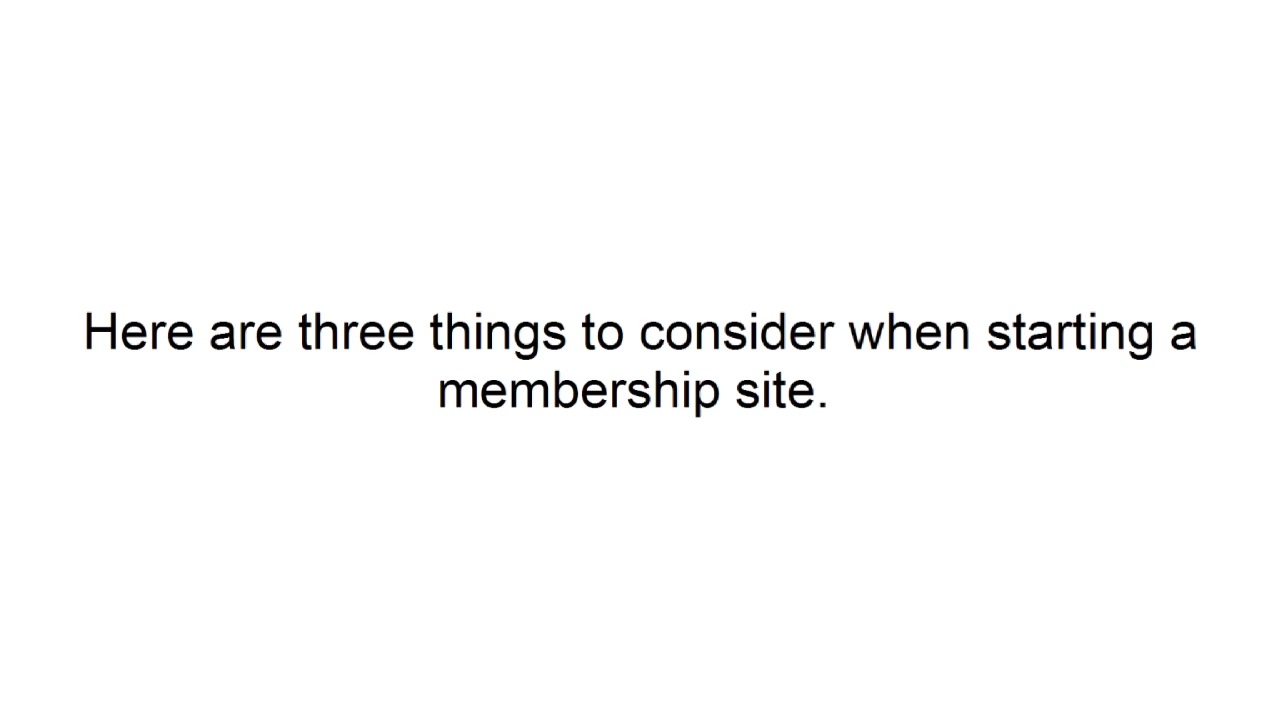 Here are three things to consider when starting a
membership site.